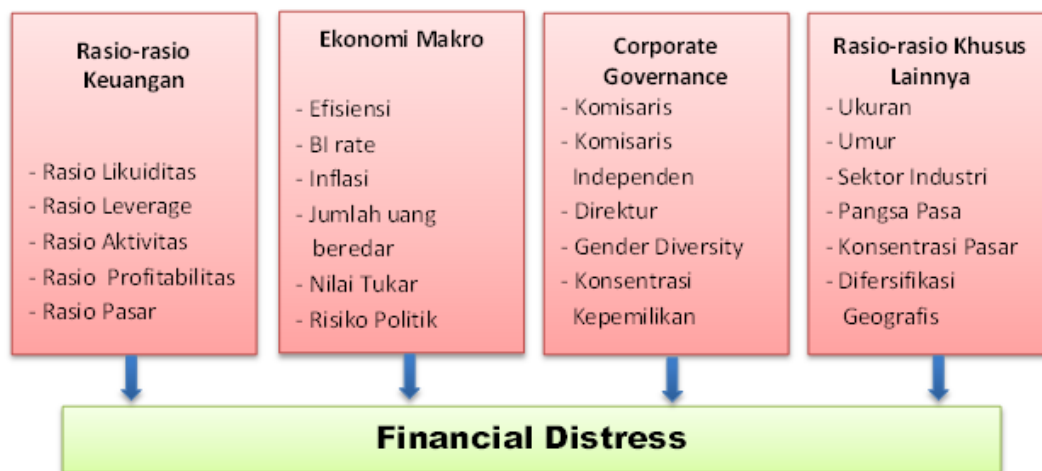 Rasio-rasio
Keuangan
- Rasio Likuiditas
- Rasio Leverage
- Rasio Aktivitas
- Rasio Profitabilitas
- Rasio Pasar
Ekonomi Makro
- Efisiensi
- BI rate
- Inflasi
- Jumlah uang
beredar
- Nilai Tukar
- Risiko Politik
Corporate
Governance
- Komisaris
- Komisaris
Independen
- Direktur
- Gender Diversity
- Konsentrasi
Kepemilikan
Rasio-rasio Khusus
Lainnya
- Ukuran
- Umur
- Sektor Industri
- Pangsa Pasa
- Konsentrasi Pasar
- Difersifikasi
Geografis
Financial Distress